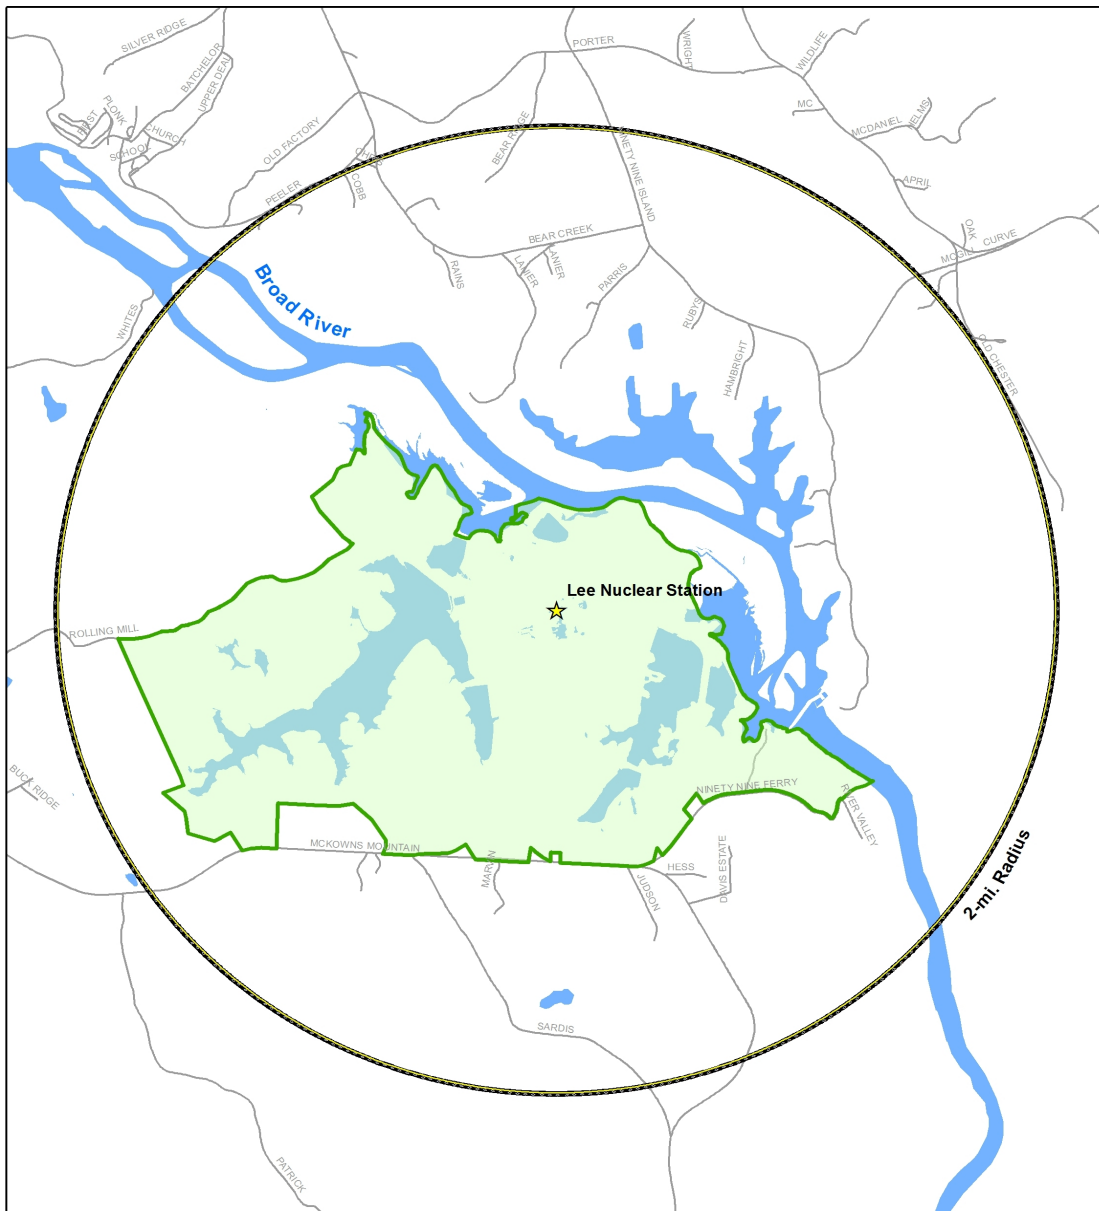 SILVER RIDGE
BATCHELOR
UPPER DEAL
PORTER
WRIGHT
WILDLIFE
PLONK
CHURCH
SCHOOL
OLD FACTORY
BEAR RIDGE
NINETY NINE ISLAND
MC
MCDANIEL
ELMS
APRIL
COBB
PEELER
OAK
MCGILL
CURVE
BEAR CREEK
RAINS
LANIER
LANIER
PARRIS
Broad River
WHITES
RUBYS
HAMBRIGHT
OLD CHESTER
Lee Nuclear Station
ROLLING MILL
BUCK RIDGE
NINETY NINE FERRY
RIVER VALLEY
MCKOWNS MOUNTAIN
MARVIN
HESS
DAVIS ESTATE
JUDSON
2-mi. Radius
SARDIS
PATRICK